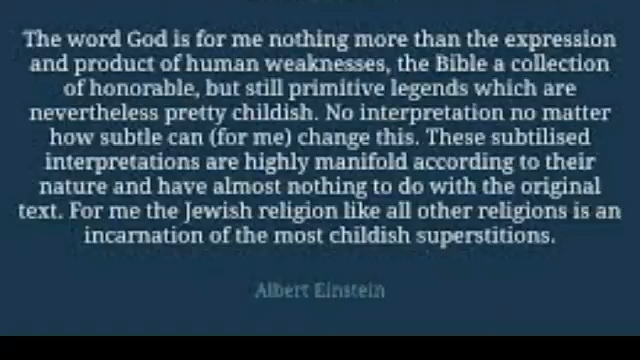 The word God is for me nothing more than the expression
and product of human weaknesses, the Bible a collection
of honorable, but still primitive legends which are
nevertheless pretty childish. No interpretation no matter
how subtle can (for me) change this. These subtilised
interpretations are highly manifold according to their
nature and have almost nothing to do with the original
text. For me the Jewish religion like all other religions is an
incarnation of the most childish superstitions.
Albert Einstein